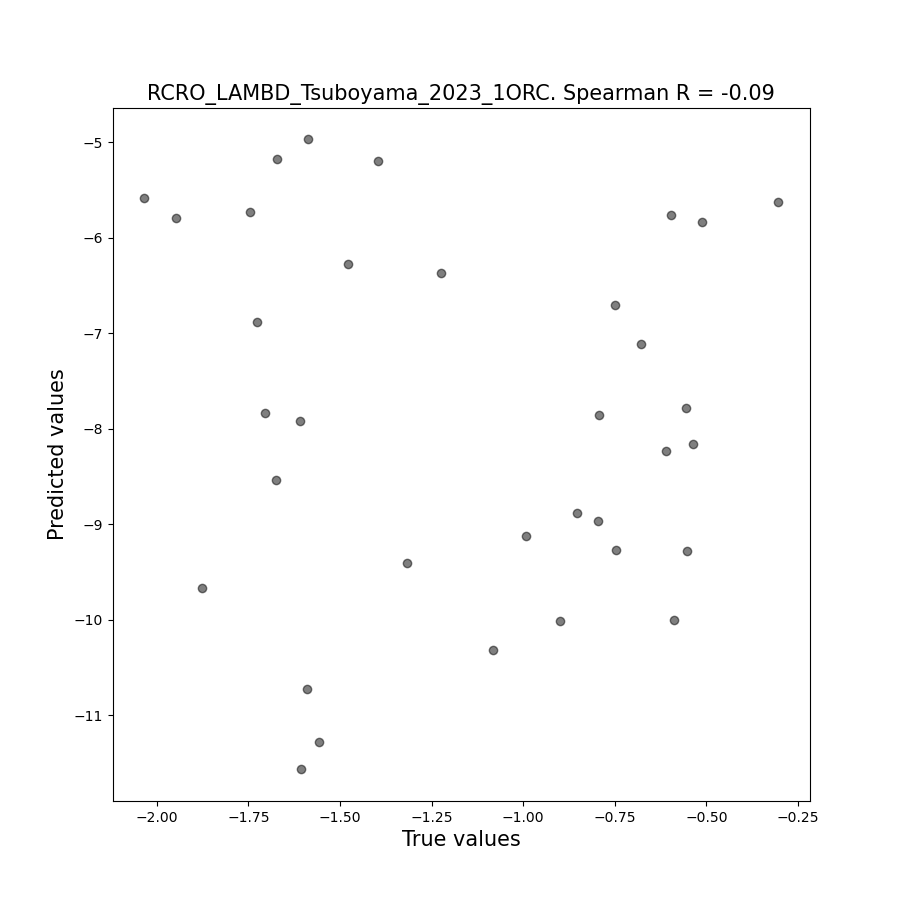 RCRO_LAMBD_Tsuboyama_2023_1ORC. Spearman R = -0.09
−5
−6
−7
−8
−9
−10
−11
Predicted values
−2.00 −1.75 −1.50 −1.25 −1.00 −0.75 −0.50 −0.25
True values